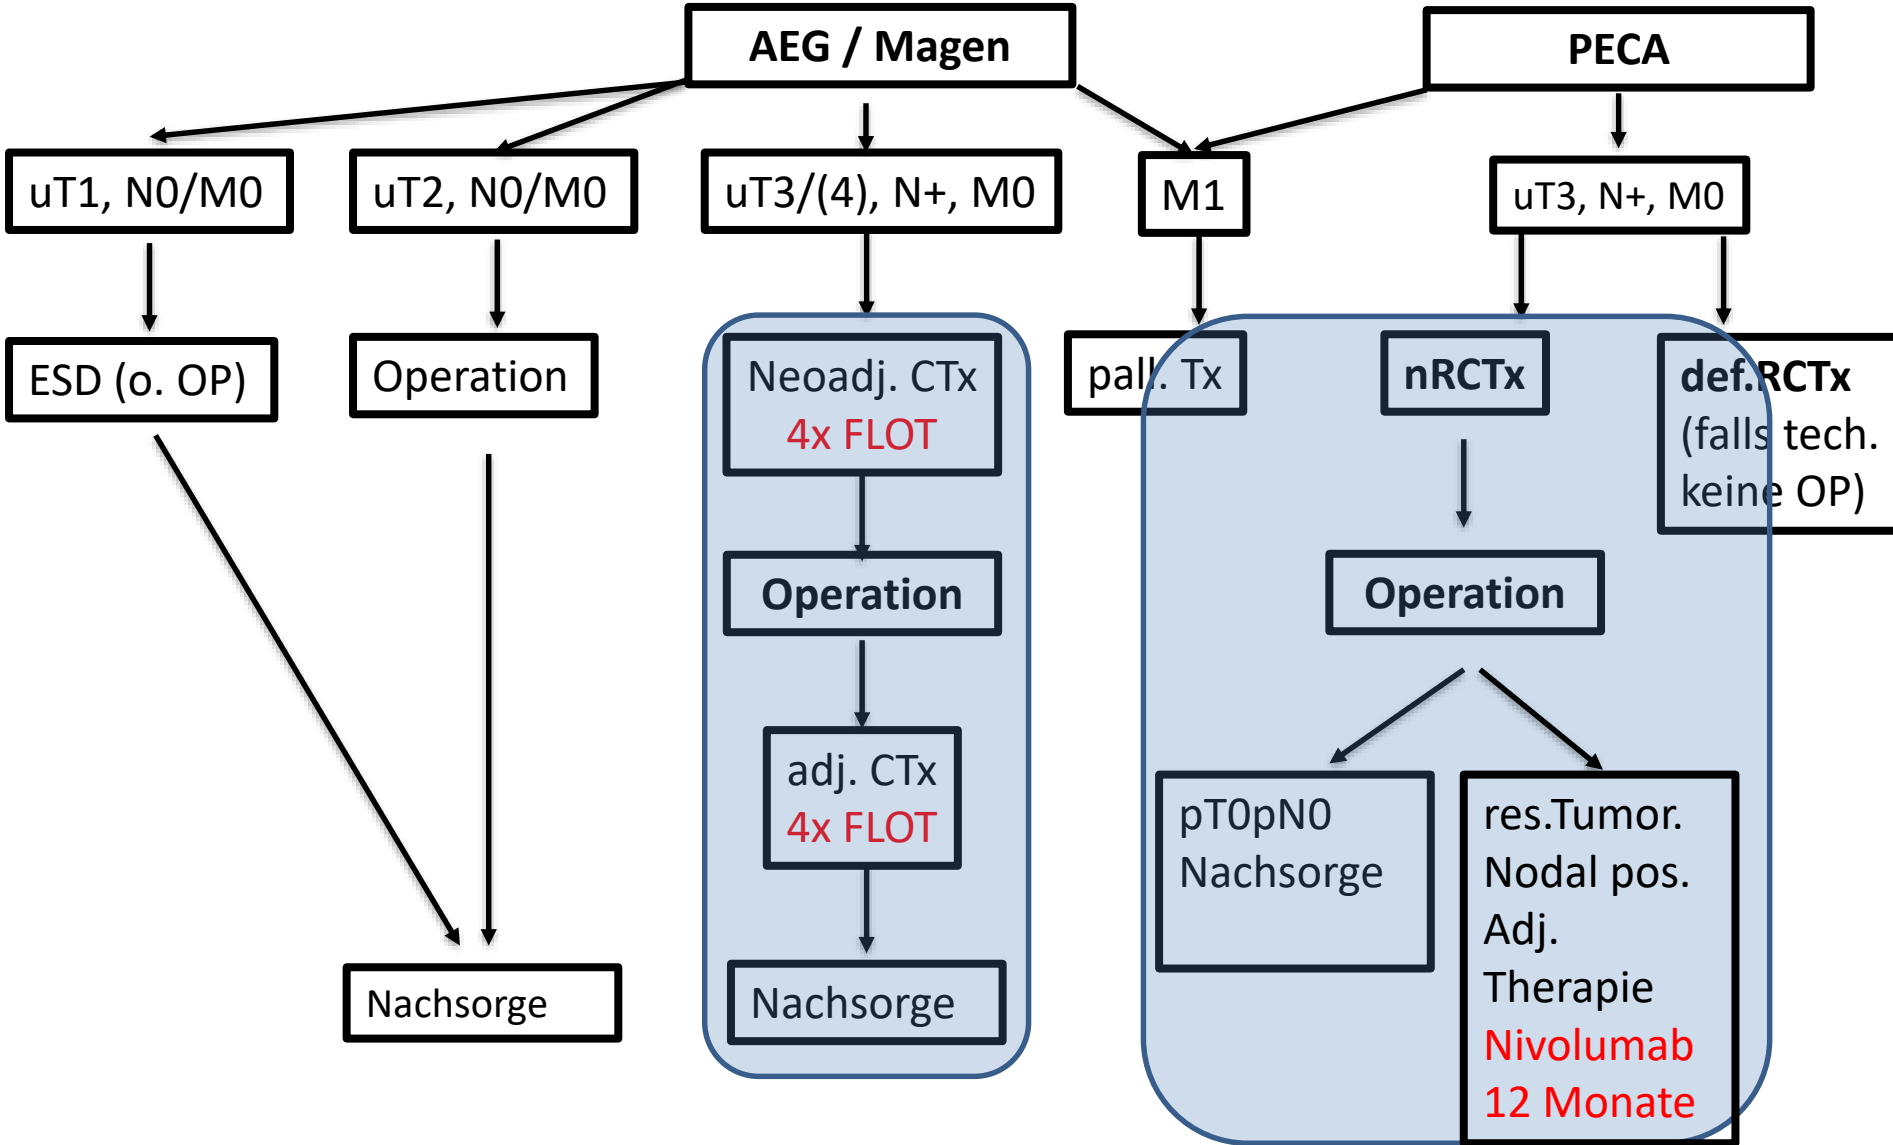 AEG / Magen
PECA
uT1, N0/M0
uT2, N0/M0
uT3/(4), N+, M0
M1
uT3, N+, M0
ESD (o. OP)
Operation
Neoadj. CTx
4x FLOT
pall. Tx
nRCTx
def.RCTx
(falls tech.
keine OP)
Operation
Operation
adj. CTx
4x FLOT
pT0pN0
Nachsorge
res.Tumor.
Nodal pos.
Adj.
Therapie
Nivolumab
12 Monate
Nachsorge
Nachsorge